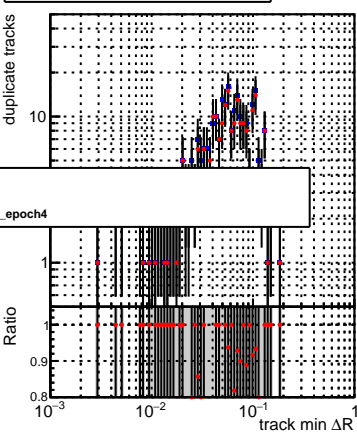 duplicate tracks
10
_epoch4
1
Ratio
1
0.9
0.8
10⁻³ 10⁻² 10⁻¹ 1
track min ΔR